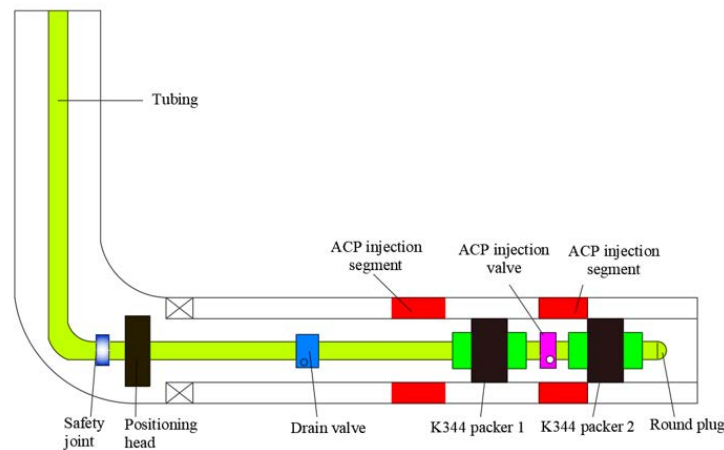 Tubing
ACP injection
segment
ACP injection
valve
ACP injection
segment
Safety
joint
Positioning
head
Drain valve
K344 packer 1
K344 packer 2
Round plug